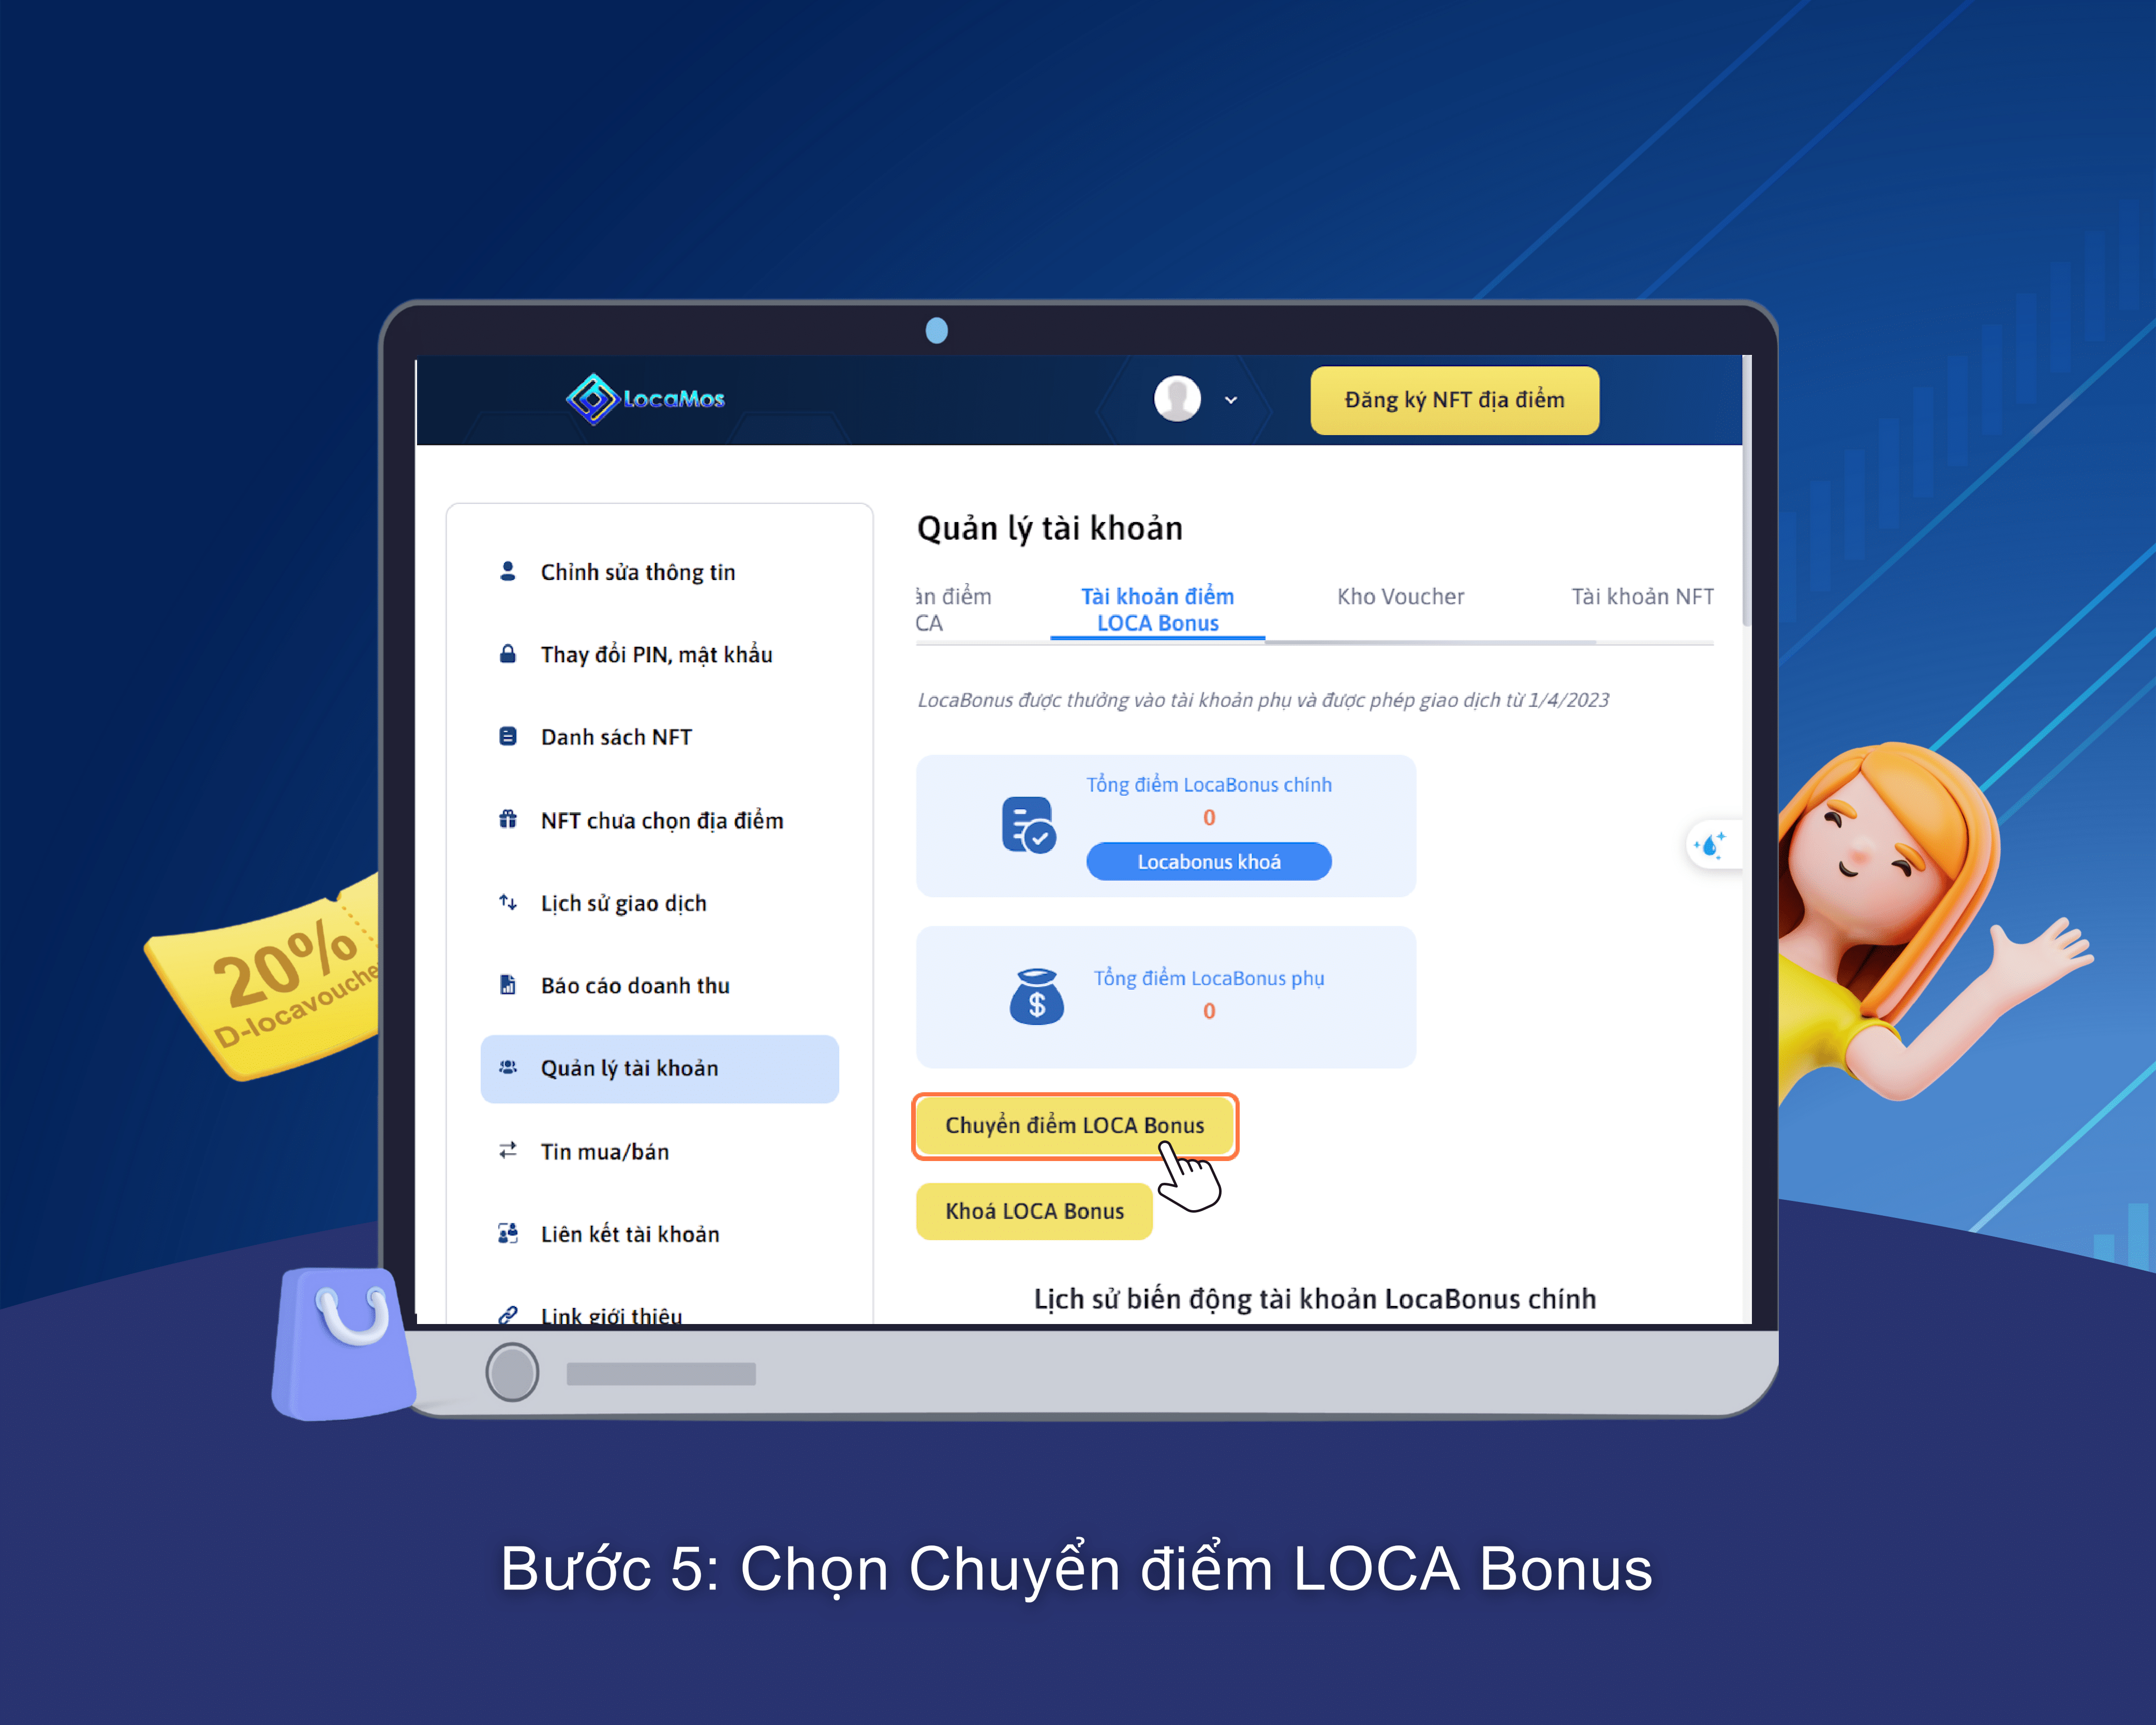 LocaMos
Đăng ký NFT địa điểm
Chỉnh sửa thông tin
Thay đổi PIN, mật khẩu
Danh sách NFT
NFT chưa chọn địa điểm
Lịch sử giao dịch
Báo cáo doanh thu
Quản lý tài khoản
Tin mua/bán
Liên kết tài khoản
Link giới thiệu
Quản lý tài khoản
ản điểm
CA
Tài khoản điểm
LOCA Bonus
Kho Voucher
Tài khoản NFT
LocaBonus được thưởng vào tài khoản phụ và được phép giao dịch từ 1/4/2023
Tổng điểm LocaBonus chính
0
Locabonus khoá
Tổng điểm LocaBonus phụ
0
Chuyển điểm LOCA Bonus
Khoá LOCA Bonus
Lịch sử biến động tài khoản LocaBonus chính
20%
D-locavouche
Bước 5: Chọn Chuyển điểm LOCA Bonus